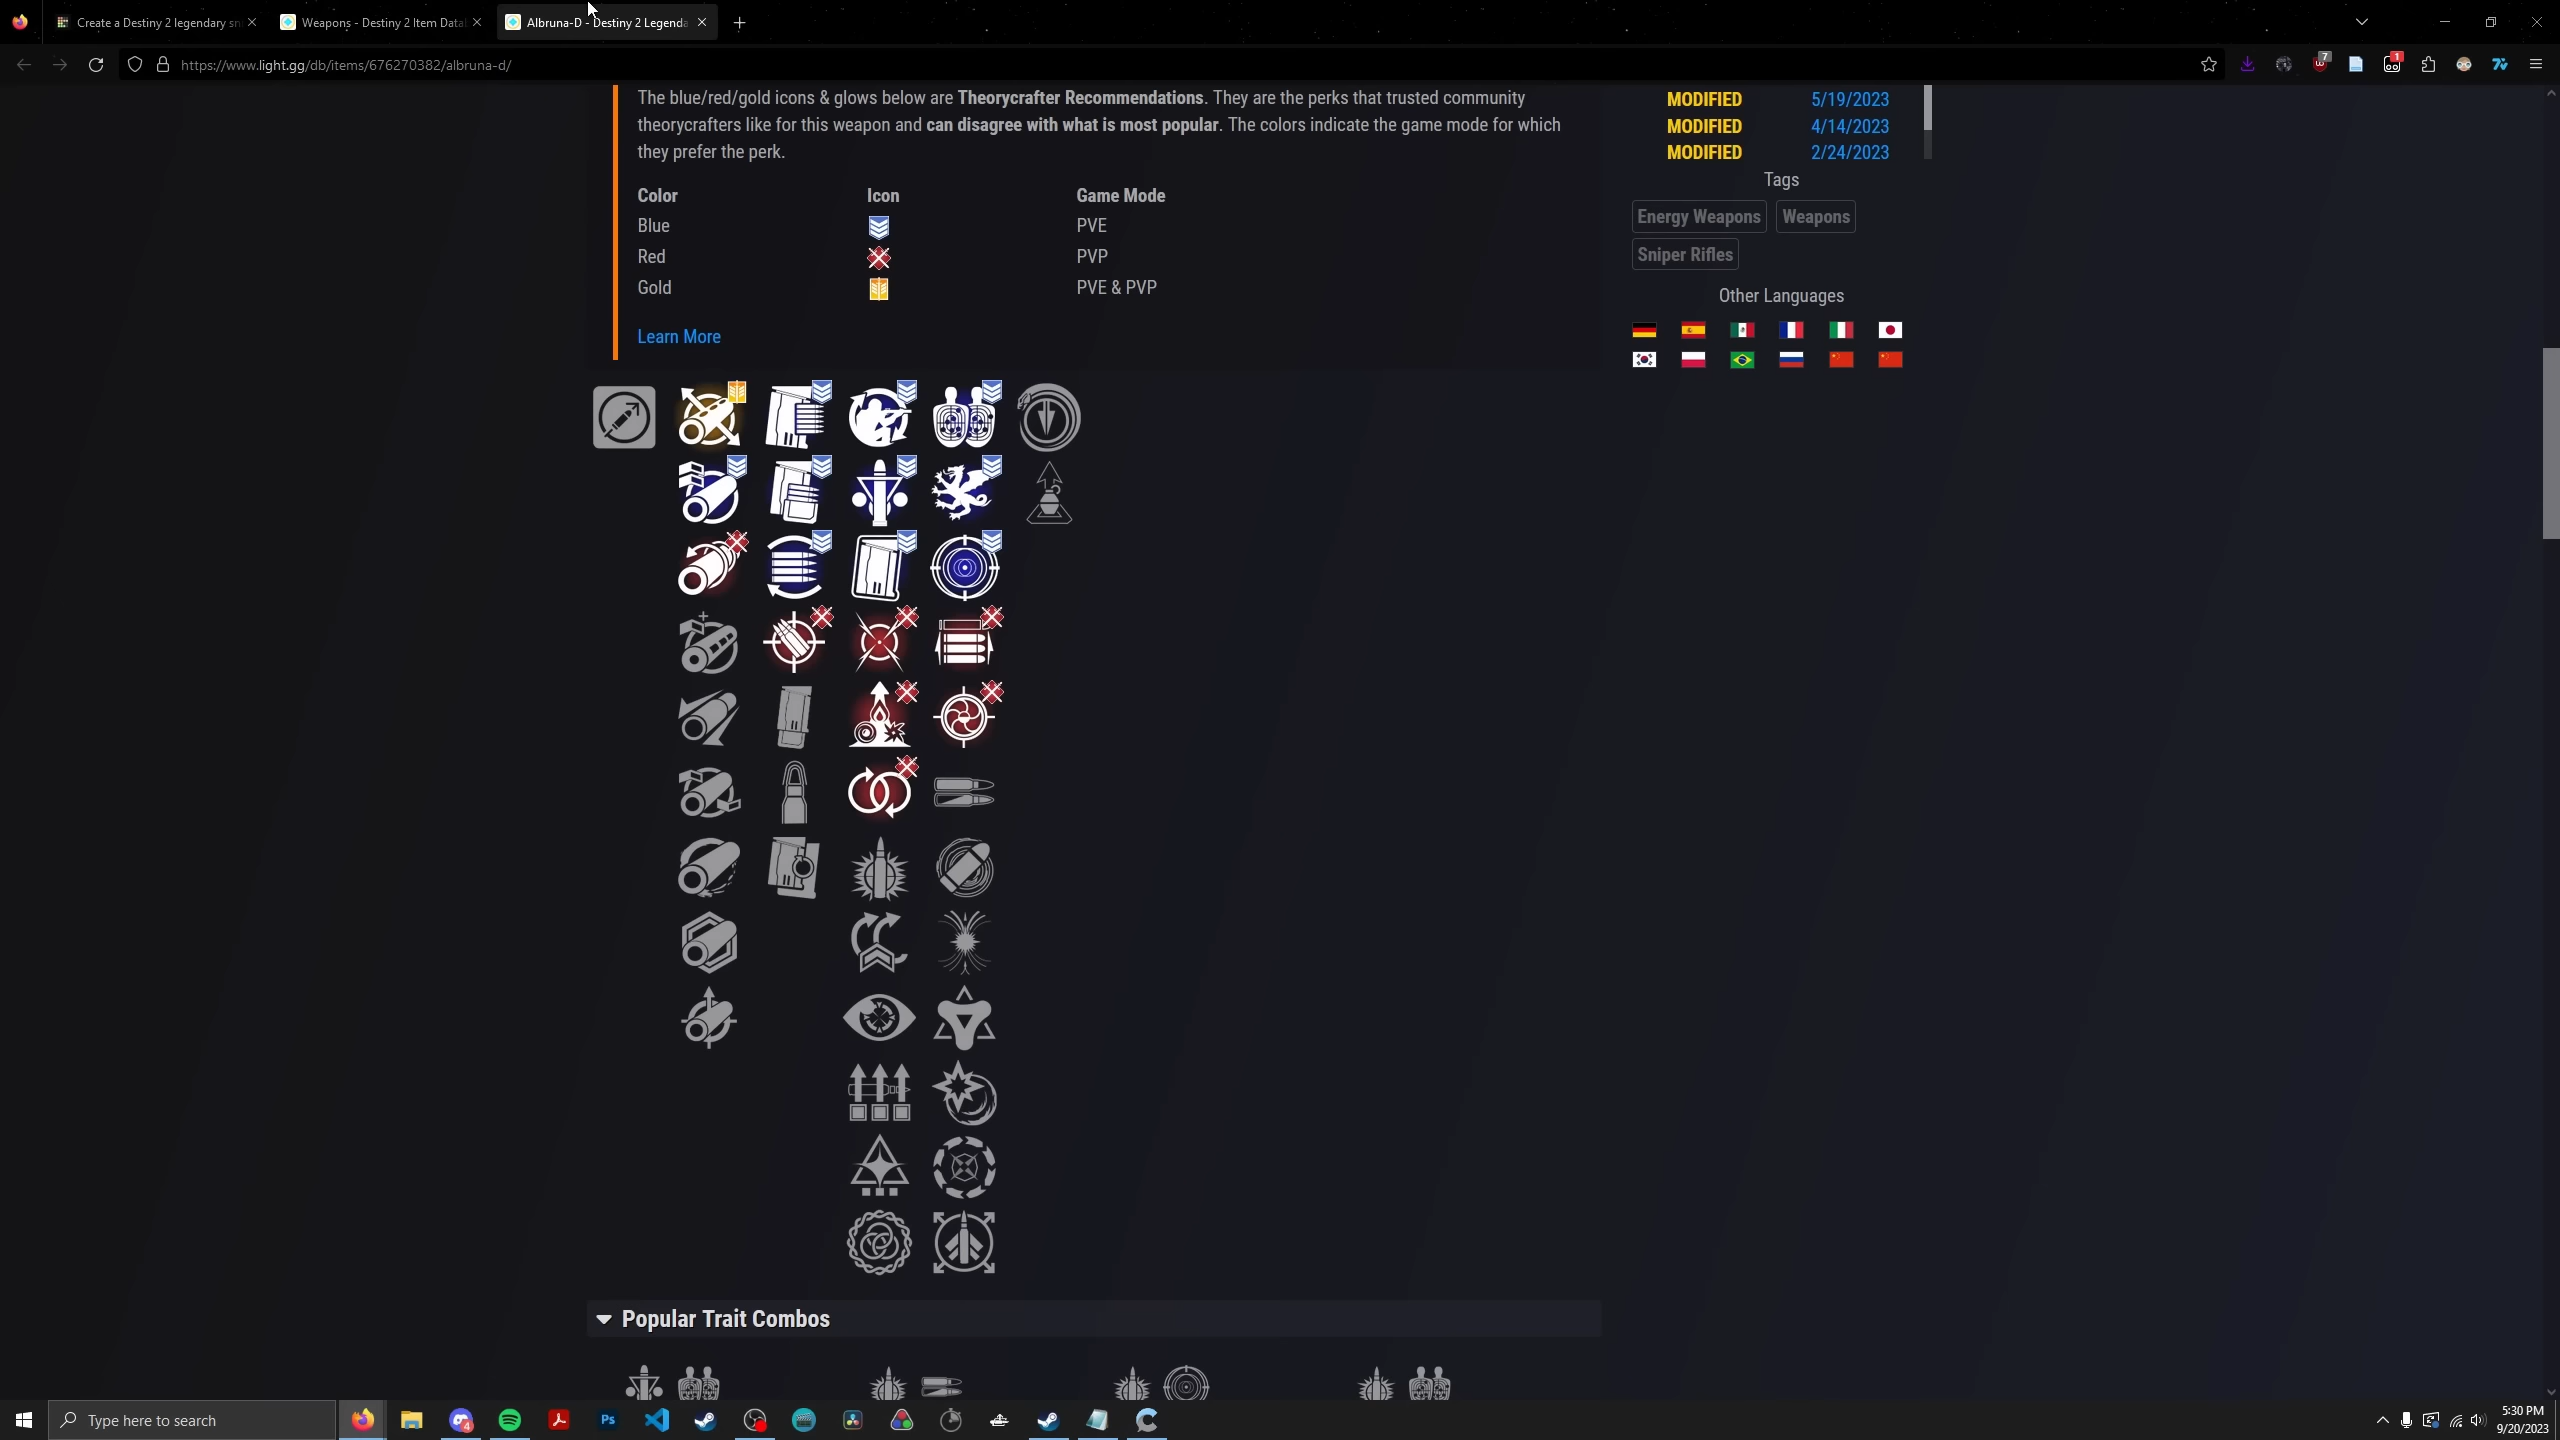 Create a Destiny 2 legendary sn
Weapons - Destiny 2 Item Data
Albruna-D - Destiny 2 Legenda
https://www.light.gg/db/items/676270382/albruna-d/
7
1
The blue/red/gold icons & glows below are Theorycrafter Recommendations. They are the perks that trusted community
theorycrafters like for this weapon and can disagree with what is most popular. The colors indicate the game mode for which
they prefer the perk.
Color Icon Game Mode
Blue PVE
Red PVP
Gold PVE & PVP
Learn More
MODIFIED 5/19/2023
MODIFIED 4/14/2023
MODIFIED 2/24/2023
Tags
Energy Weapons Weapons
Sniper Rifles
Other Languages
Popular Trait Combos
Type here to search
4
Ps
5:30 PM
9/20/2023